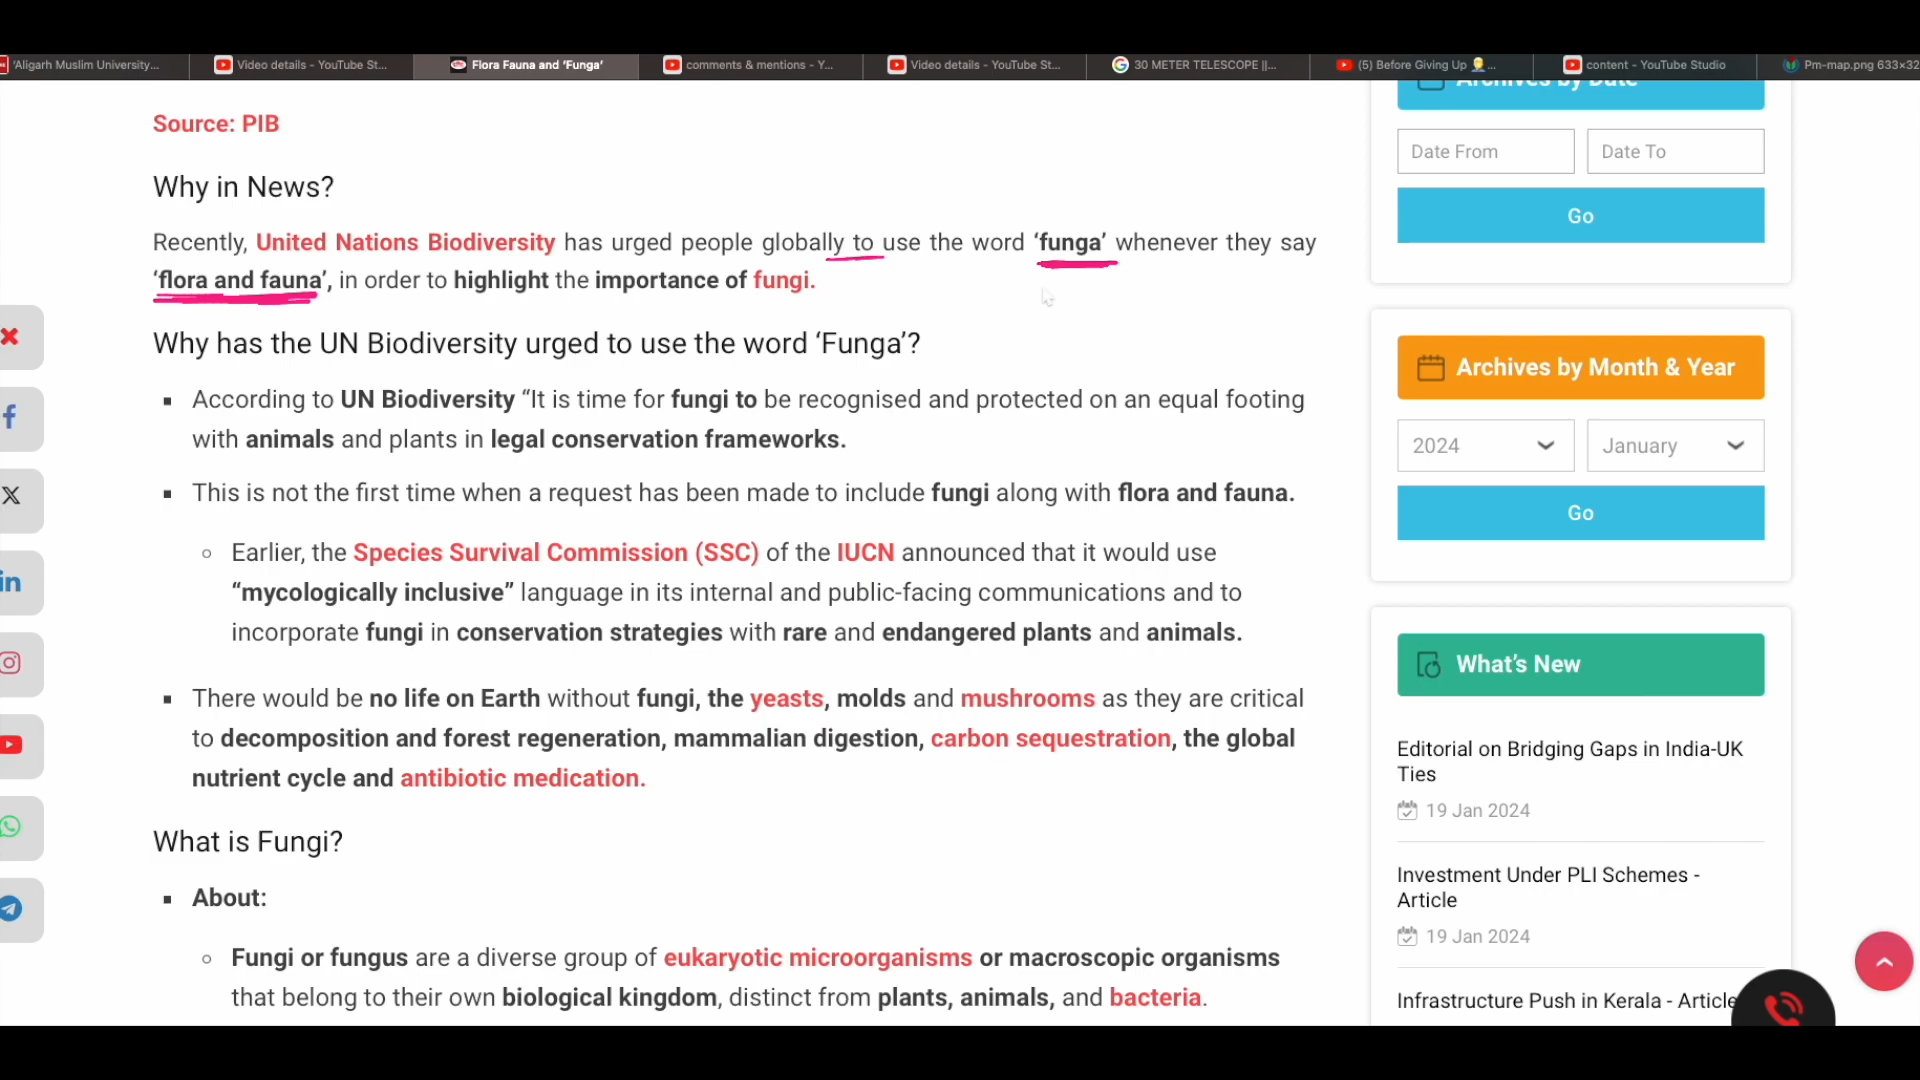 'Aligarh Muslim University...
Video details - YouTube St...
Flora Fauna and 'Funga'
comments & mentions - Y...
Video details - YouTube St...
30 METER TELESCOPE ||...
(5) Before Giving Up 🧘‍♂️...
content - YouTube Studio
Pm-map.png 633×32
Source: PIB
Why in News?
Recently, United Nations Biodiversity has urged people globally to use the word ‘funga’ whenever they say
‘flora and fauna’, in order to highlight the importance of fungi.
Why has the UN Biodiversity urged to use the word ‘Funga’?
▪ According to UN Biodiversity “It is time for fungi to be recognised and protected on an equal footing
with animals and plants in legal conservation frameworks.
▪ This is not the first time when a request has been made to include fungi along with flora and fauna.
○ Earlier, the Species Survival Commission (SSC) of the IUCN announced that it would use
“mycologically inclusive” language in its internal and public-facing communications and to
incorporate fungi in conservation strategies with rare and endangered plants and animals.
▪ There would be no life on Earth without fungi, the yeasts, molds and mushrooms as they are critical
to decomposition and forest regeneration, mammalian digestion, carbon sequestration, the global
nutrient cycle and antibiotic medication.
What is Fungi?
▪ About:
○ Fungi or fungus are a diverse group of eukaryotic microorganisms or macroscopic organisms
that belong to their own biological kingdom, distinct from plants, animals, and bacteria.
Archives by Date
Date From
Date To
Go
Archives by Month & Year
2024
January
Go
What’s New
Editorial on Bridging Gaps in India-UK
Ties
19 Jan 2024
Investment Under PLI Schemes -
Article
19 Jan 2024
Infrastructure Push in Kerala - Article